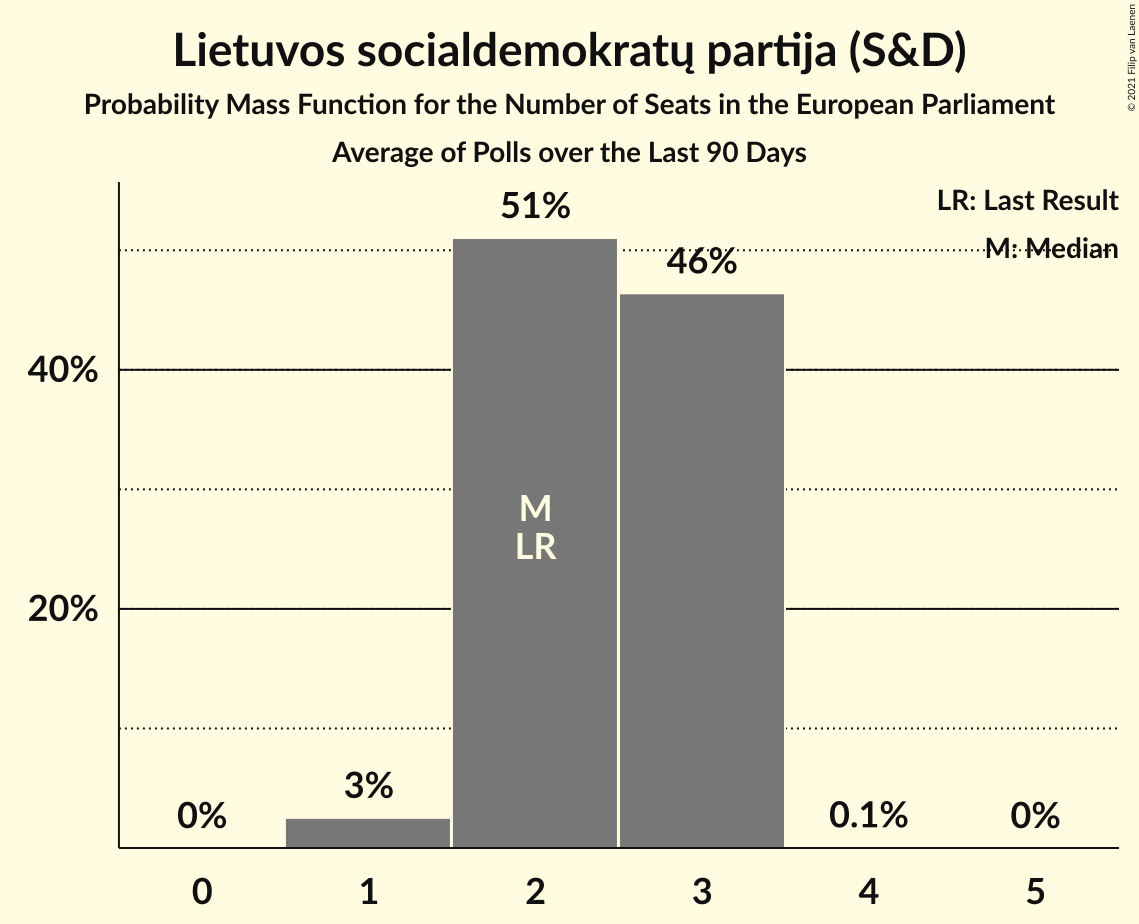 Lietuvos socialdemokratų partija (S&D)
Probability Mass Function for the Number of Seats in the European Parliament
Average of Polls over the Last 90 Days
© 2021 Filip van Laenen
LR: Last Result
M: Median
51%
46%
40%
M
LR
20%
3%
0%
0.1%
0%
0 1 2 3 4 5